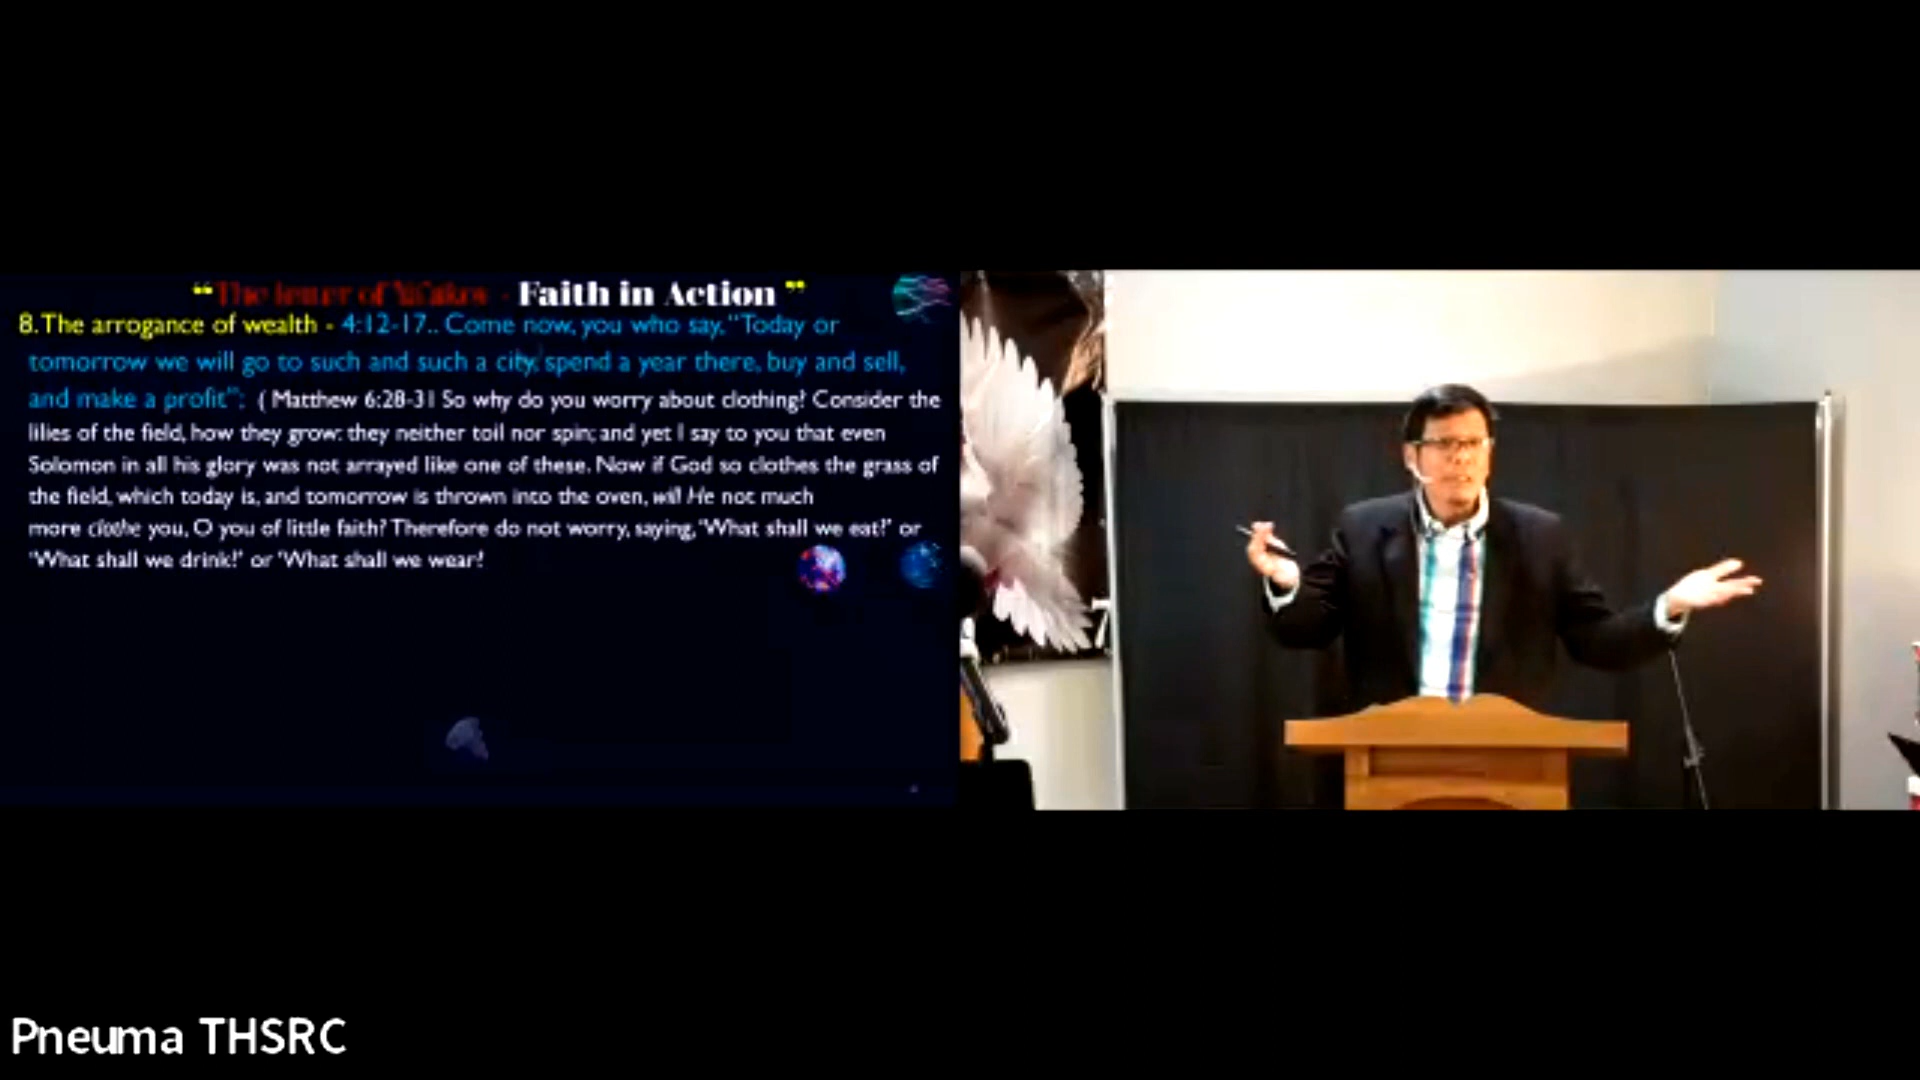 “The letter of Ya'akov - Faith in Action ”
8.The arrogance of wealth - 4:12-17.. Come now, you who say, “Today or
tomorrow we will go to such and such a city, spend a year there, buy and sell,
and make a profit”; ( Matthew 6:28-31 So why do you worry about clothing? Consider the
lilies of the field, how they grow: they neither toil nor spin; and yet I say to you that even
Solomon in all his glory was not arrayed like one of these. Now if God so clothes the grass of
the field, which today is, and tomorrow is thrown into the oven, will He not much
more clothe you, O you of little faith? Therefore do not worry, saying, ‘What shall we eat?’ or
‘What shall we drink?’ or ‘What shall we wear?
7
Pneuma THSRC